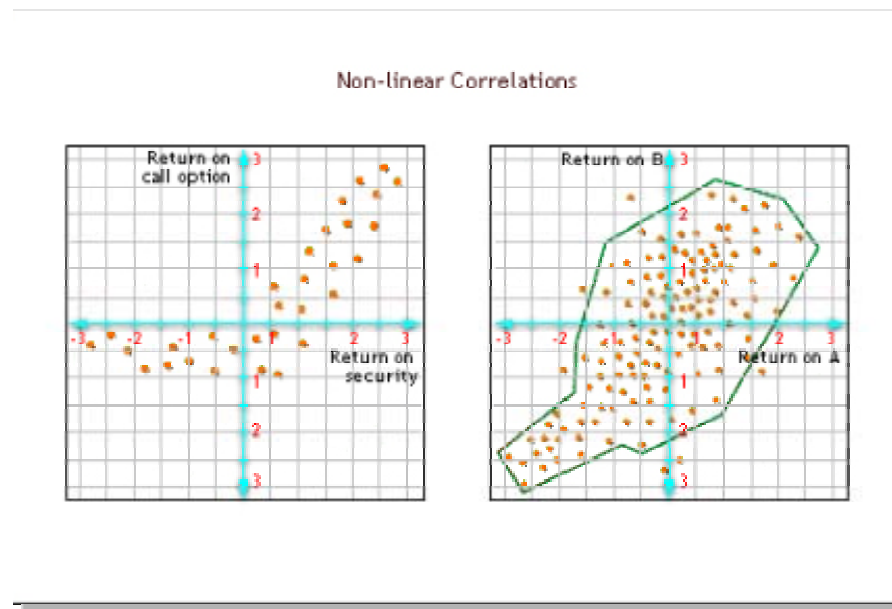 Non-linear Correlations
Return on
call option
3
2
1
-3 -2 -1 1 2 3
Return on
security
1
2
3
Return on B
3
2
1
-3 -2 -1 1 2 3
Return on A
1
2
3